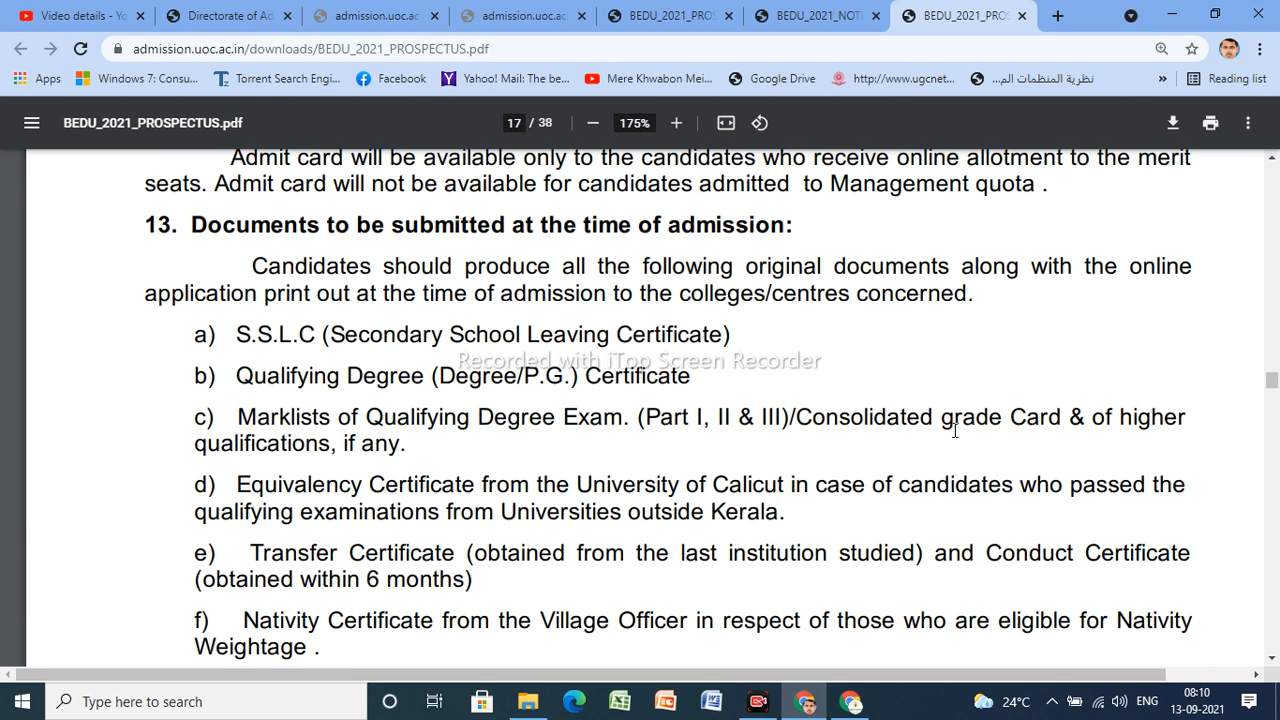 Video details - Yo
Directorate of Ad
admission.uoc.ac
admission.uoc.ac
BEDU_2021_PROS
BEDU_2021_NOT
BEDU_2021_PROS
admission.uoc.ac.in/downloads/BEDU_2021_PROSPECTUS.pdf
Apps
Windows 7: Consu...
Torrent Search Engi...
Facebook
Yahoo! Mail: The be...
Mere Khwabon Mei...
Google Drive
http://www.ugcnet...
نظرية المنظمات الم...
»
Reading list
BEDU_2021_PROSPECTUS.pdf
17 / 38
175%
Admit card will be available only to the candidates who receive online allotment to the merit
seats. Admit card will not be available for candidates admitted to Management quota .
13. Documents to be submitted at the time of admission:
Candidates should produce all the following original documents along with the online
application print out at the time of admission to the colleges/centres concerned.
a) S.S.L.C (Secondary School Leaving Certificate)
Recorded with iTop Screen Recorder
b) Qualifying Degree (Degree/P.G.) Certificate
c) Marklists of Qualifying Degree Exam. (Part I, II & III)/Consolidated grade Card & of higher
qualifications, if any.
d) Equivalency Certificate from the University of Calicut in case of candidates who passed the
qualifying examinations from Universities outside Kerala.
e) Transfer Certificate (obtained from the last institution studied) and Conduct Certificate
(obtained within 6 months)
f) Nativity Certificate from the Village Officer in respect of those who are eligible for Nativity
Weightage .
Type here to search
24°C
ENG
08:10
13-09-2021